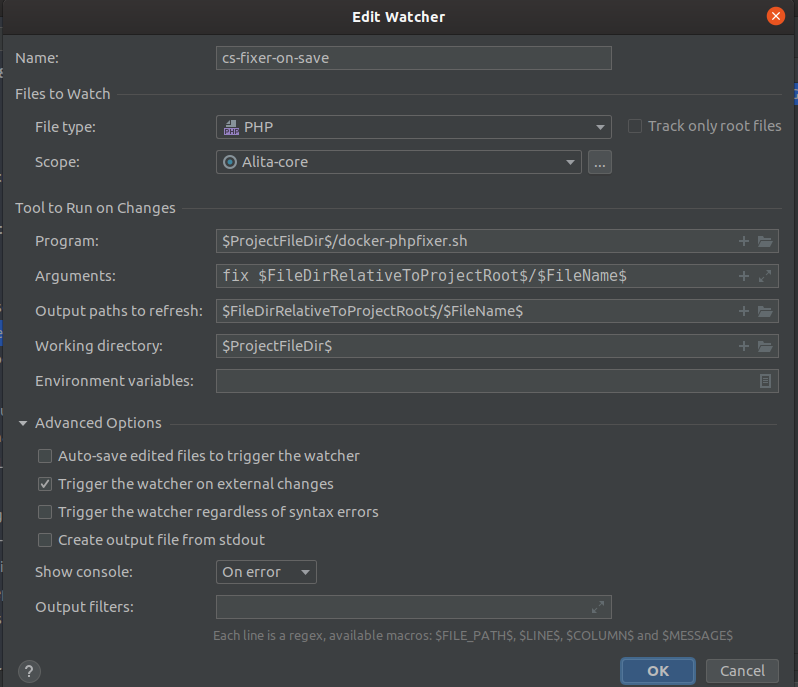 Edit Watcher
Name: cs-fixer-on-save
Files to Watch
File type: PHP Track only root files
Scope: Alita-core ...
Tool to Run on Changes
Program: $ProjectFileDir$/docker-phpfixer.sh
Arguments: fix $FileDirRelativeToProjectRoot$/$FileName$
Output paths to refresh: $FileDirRelativeToProjectRoot$/$FileName$
Working directory: $ProjectFileDir$
Environment variables:
Advanced Options
Auto-save edited files to trigger the watcher
Trigger the watcher on external changes
Trigger the watcher regardless of syntax errors
Create output file from stdout
Show console: On error
Output filters:
Each line is a regex, available macros: $FILE_PATH$, $LINE$, $COLUMN$ and $MESSAGE$
? OK Cancel